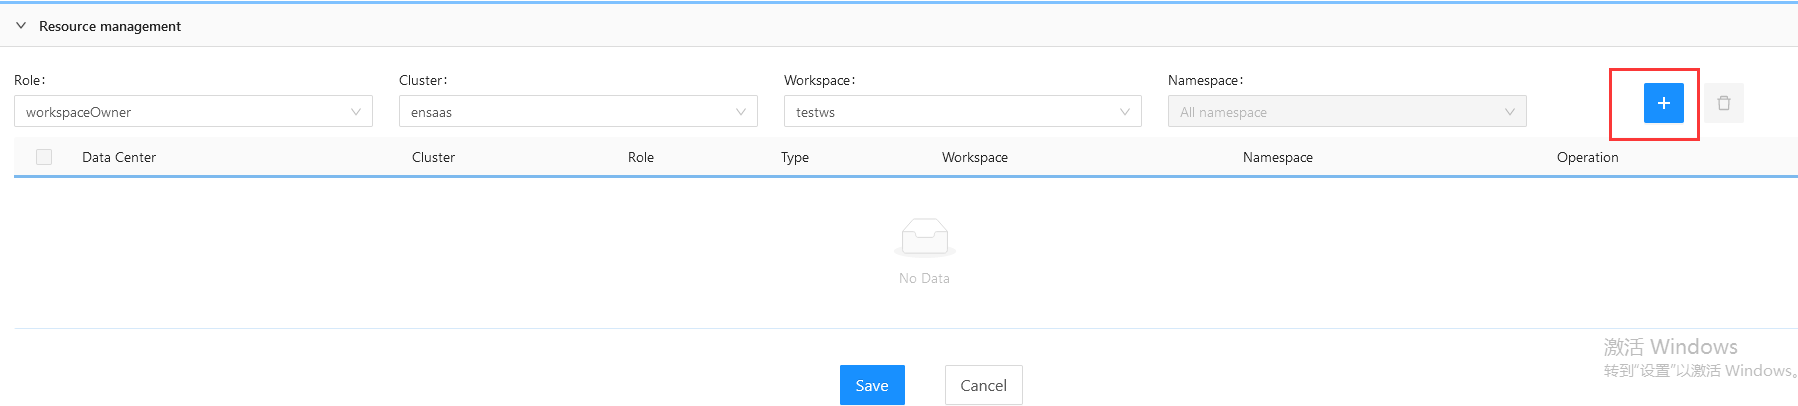 Resource management
Role:
Cluster:
Workspace:
Namespace:
workspaceOwner
ensaas
testws
All namespace
Data Center
Cluster
Role
Type
Workspace
Namespace
Operation
No Data
激活 Windows
转到"设置"以激活 Windows。
Save
Cancel